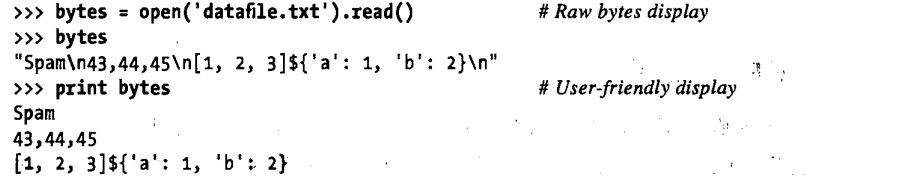 >>> bytes = open('datafile.txt').read() # Raw bytes display
>>> bytes
"Spam\n43,44,45\n[1, 2, 3]${'a': 1, 'b': 2}\n"
>>> print bytes # User-friendly display
Spam
43,44,45
[1, 2, 3]${'a': 1, 'b': 2}